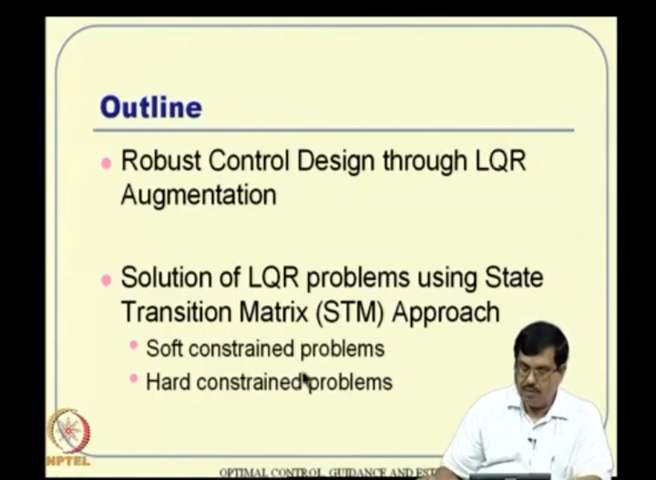 Outline
Robust Control Design through LQR
Augmentation
Solution of LQR problems using State
Transition Matrix (STM) Approach
Soft constrained problems
Hard constrained problems
NPTEL
OPTIMAL CONTROL, GUIDANCE AND EST